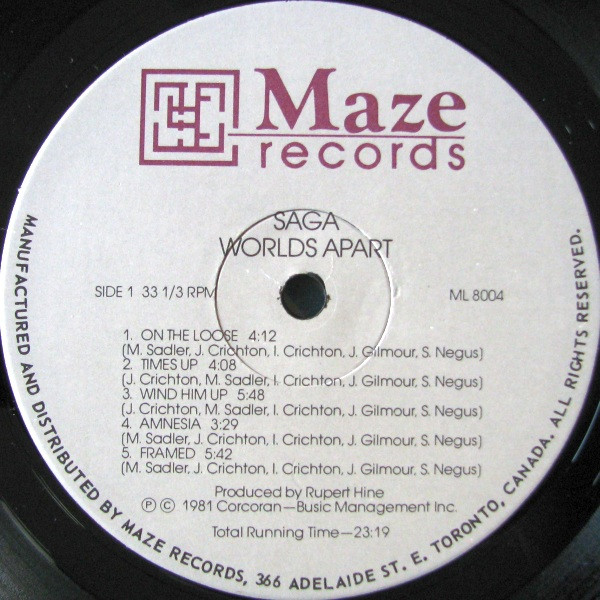 Maze
records
SAGA
WORLDS APART
SIDE 1 33 1/3 RPM
ML 8004
1. ON THE LOOSE 4:12
(M. Sadler, J. Crichton, I. Crichton, J. Gilmour, S. Negus)
2. TIMES UP 4:08
(J. Crichton, M. Sadler, I. Crichton, J. Gilmour, S. Negus)
3. WIND HIM UP 5:48
(J. Crichton, M. Sadler, I. Crichton, J. Gilmour, S. Negus)
4. AMNESIA 3:29
(M. Sadler, J. Crichton, I. Crichton, J. Gilmour, S. Negus)
5. FRAMED 5:42
(M. Sadler, J. Crichton, I. Crichton, J. Gilmour, S. Negus)
Produced by Rupert Hine
Ⓟ © 1981 Corcoran—Busic Management Inc.
Total Running Time—23:19
MANUFACTURED AND DISTRIBUTED BY MAZE RECORDS, 366 ADELAIDE ST. E. TORONTO, CANADA. ALL RIGHTS RESERVED.